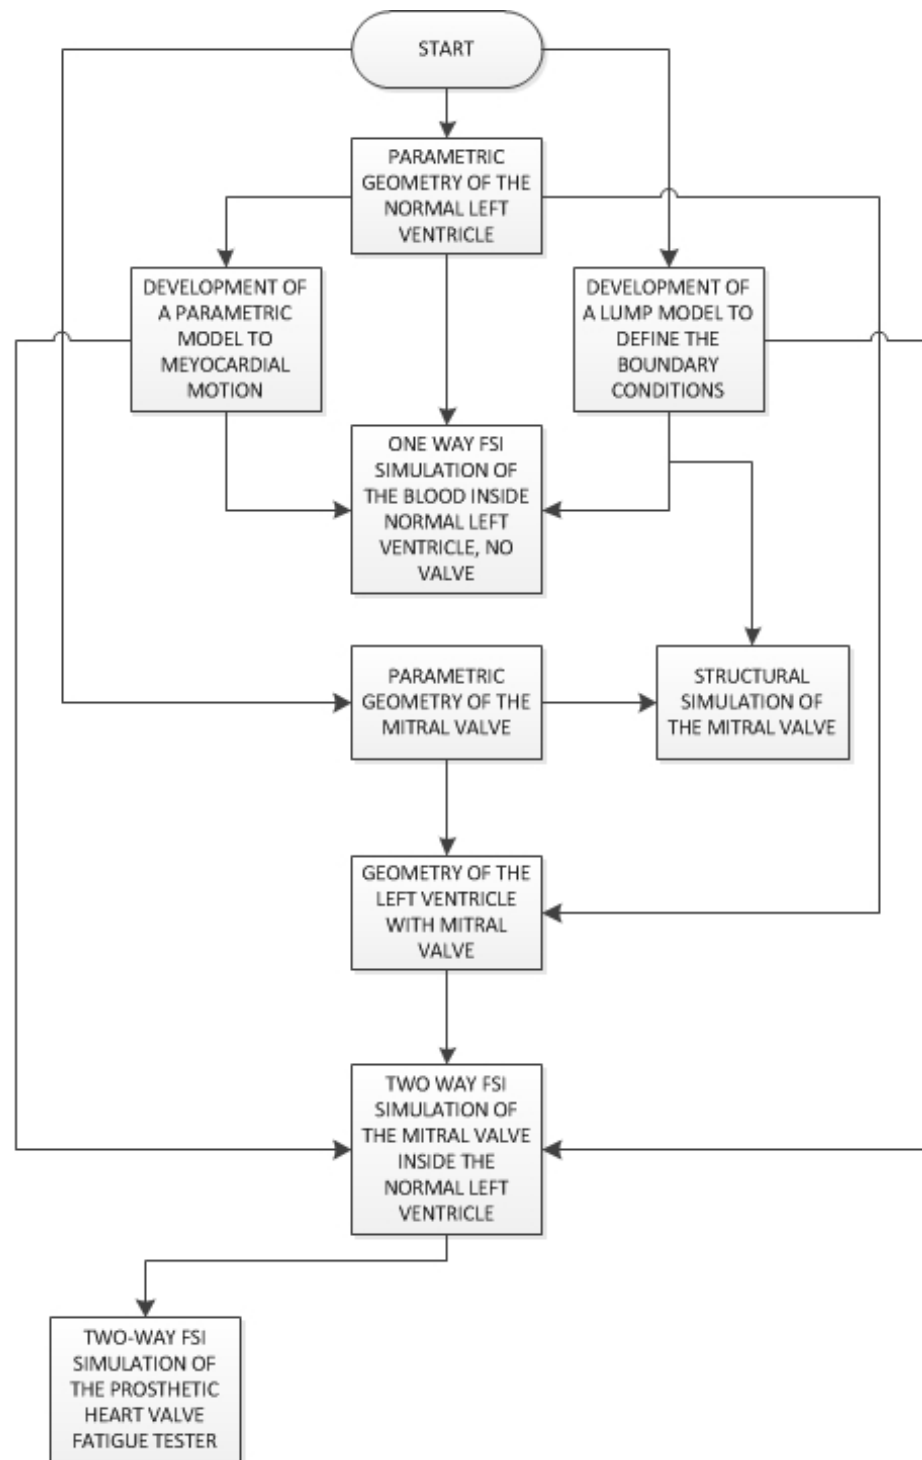 START
PARAMETRIC
GEOMETRY OF THE
NORMAL LEFT
VENTRICLE
DEVELOPMENT OF
A PARAMETRIC
MODEL TO
MEYOCARDIAL
MOTION
DEVELOPMENT OF
A LUMP MODEL TO
DEFINE THE
BOUNDARY
CONDITIONS
ONE WAY FSI
SIMULATION OF
THE BLOOD INSIDE
NORMAL LEFT
VENTRICLE, NO
VALVE
PARAMETRIC
GEOMETRY OF THE
MITRAL VALVE
STRUCTURAL
SIMULATION OF
THE MITRAL VALVE
GEOMETRY OF THE
LEFT VENTRICLE
WITH MITRAL
VALVE
TWO WAY FSI
SIMULATION OF
THE MITRAL VALVE
INSIDE THE
NORMAL LEFT
VENTRICLE
TWO-WAY FSI
SIMULATION OF
THE PROSTHETIC
HEART VALVE
FATIGUE TESTER